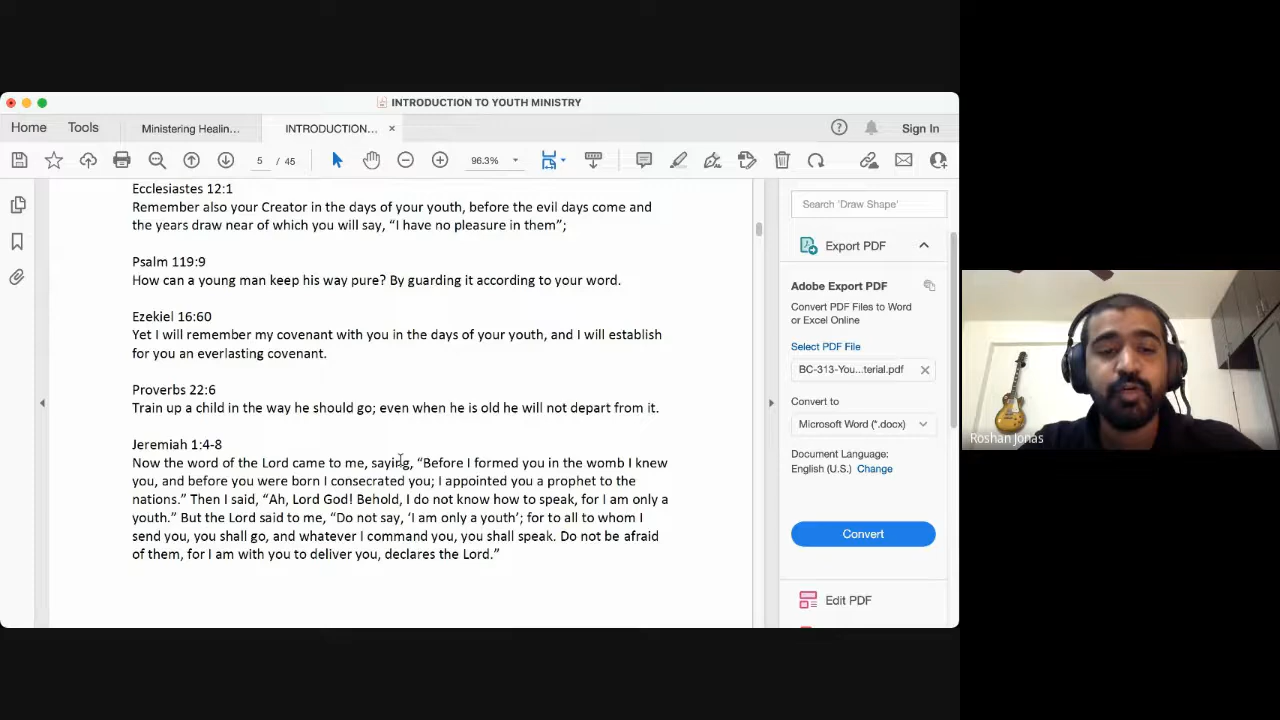 INTRODUCTION TO YOUTH MINISTRY
Home
Tools
Ministering Healin...
INTRODUCTION...
Sign In
5 / 45
96.3%
Ecclesiastes 12:1
Remember also your Creator in the days of your youth, before the evil days come and
the years draw near of which you will say, “I have no pleasure in them”;
Psalm 119:9
How can a young man keep his way pure? By guarding it according to your word.
Ezekiel 16:60
Yet I will remember my covenant with you in the days of your youth, and I will establish
for you an everlasting covenant.
Proverbs 22:6
Train up a child in the way he should go; even when he is old he will not depart from it.
Jeremiah 1:4-8
Now the word of the Lord came to me, saying, “Before I formed you in the womb I knew
you, and before you were born I consecrated you; I appointed you a prophet to the
nations.” Then I said, “Ah, Lord God! Behold, I do not know how to speak, for I am only a
youth.” But the Lord said to me, “Do not say, ‘I am only a youth’; for to all to whom I
send you, you shall go, and whatever I command you, you shall speak. Do not be afraid
of them, for I am with you to deliver you, declares the Lord.”
Search 'Draw Shape'
Export PDF
Adobe Export PDF
Convert PDF Files to Word
or Excel Online
Select PDF File
BC-313-You...terial.pdf
Convert to
Microsoft Word (*.docx)
Document Language:
English (U.S.) Change
Convert
Edit PDF
Roshan Jonas